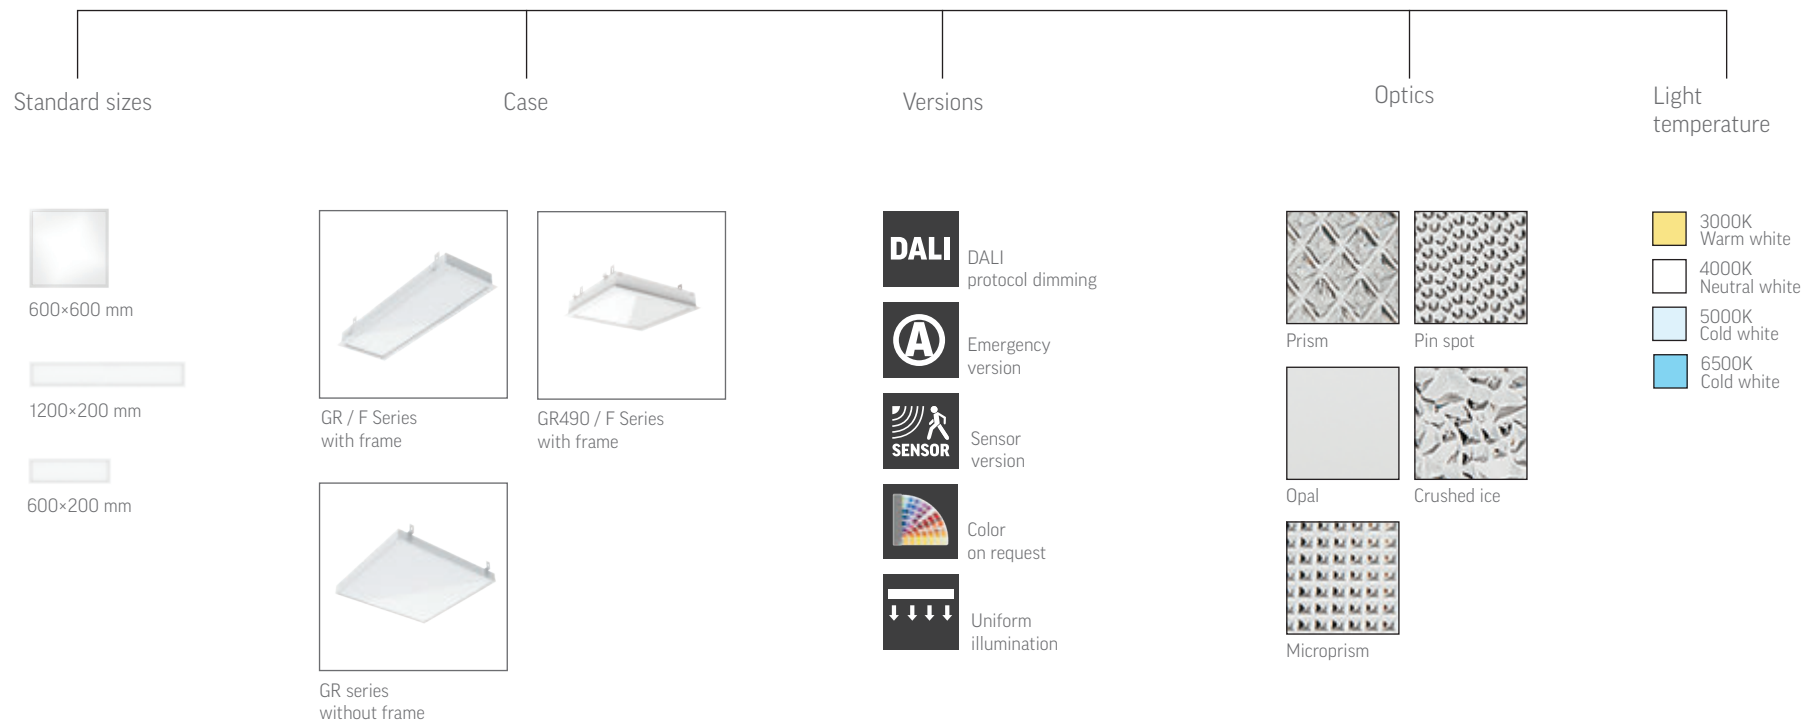 Standard sizes
Case
Versions
Optics
Light
temperature
600×600 mm
1200×200 mm
600×200 mm
GR / F Series
with frame
GR490 / F Series
with frame
GR series
without frame
DALI
DALI
protocol dimming
A
Emergency
version
SENSOR
Sensor
version
Color
on request
Uniform
illumination
Prism
Pin spot
Opal
Crushed ice
Microprism
3000K
Warm white
4000K
Neutral white
5000K
Cold white
6500K
Cold white